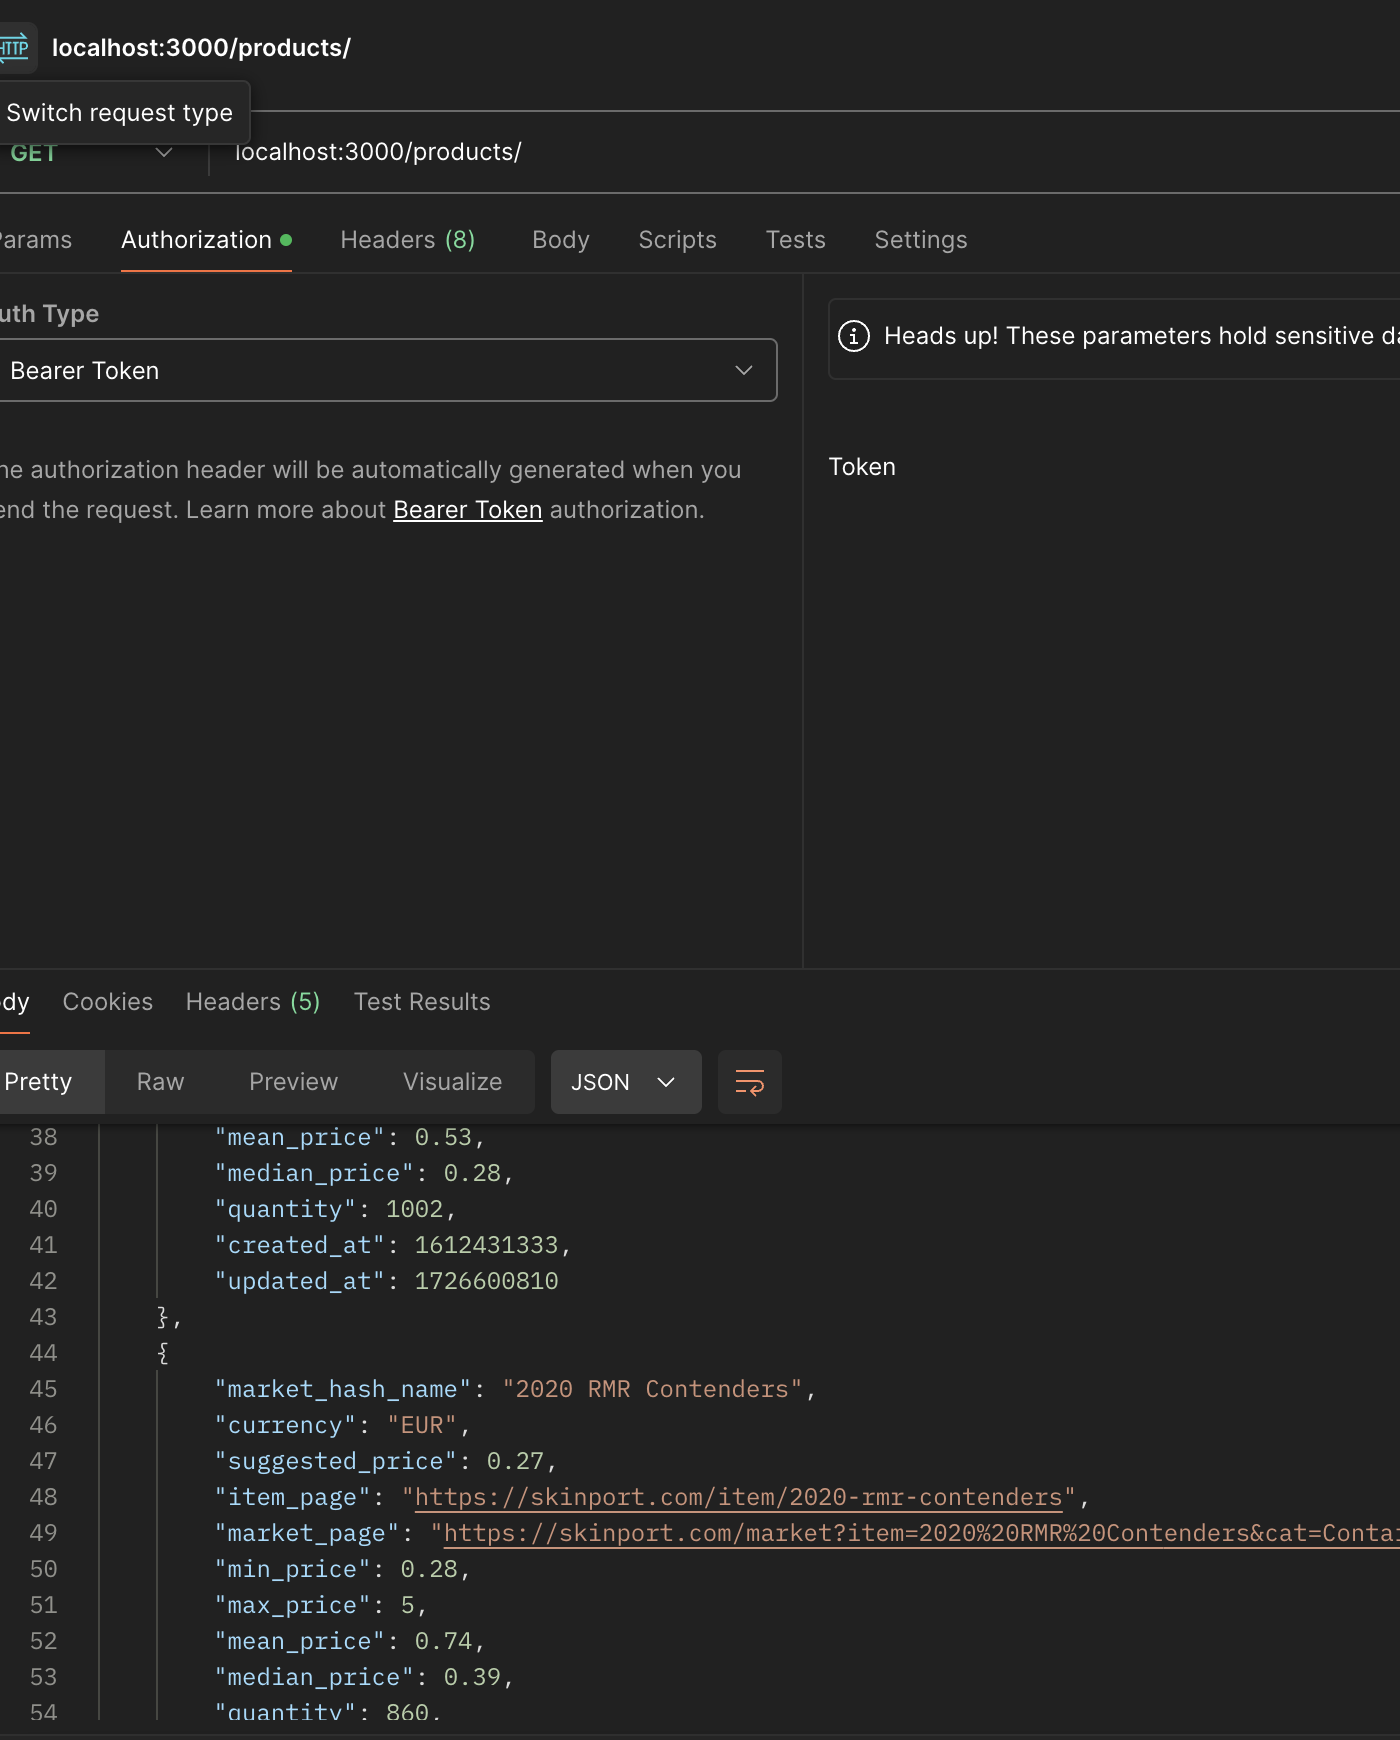 HTTP localhost:3000/products/
Switch request type
GET localhost:3000/products/
Params Authorization Headers (8) Body Scripts Tests Settings
uth Type
Heads up! These parameters hold sensitive da
Bearer Token
Token
he authorization header will be automatically generated when you
end the request. Learn more about Bearer Token authorization.
dy Cookies Headers (5) Test Results
Pretty Raw Preview Visualize JSON
38 "mean_price": 0.53,
39 "median_price": 0.28,
40 "quantity": 1002,
41 "created_at": 1612431333,
42 "updated_at": 1726600810
43 },
44 {
45 "market_hash_name": "2020 RMR Contenders",
46 "currency": "EUR",
47 "suggested_price": 0.27,
48 "item_page": "https://skinport.com/item/2020-rmr-contenders",
49 "market_page": "https://skinport.com/market?item=2020%20RMR%20Contenders&cat=Contai
50 "min_price": 0.28,
51 "max_price": 5,
52 "mean_price": 0.74,
53 "median_price": 0.39,
54 "quantity": 860,